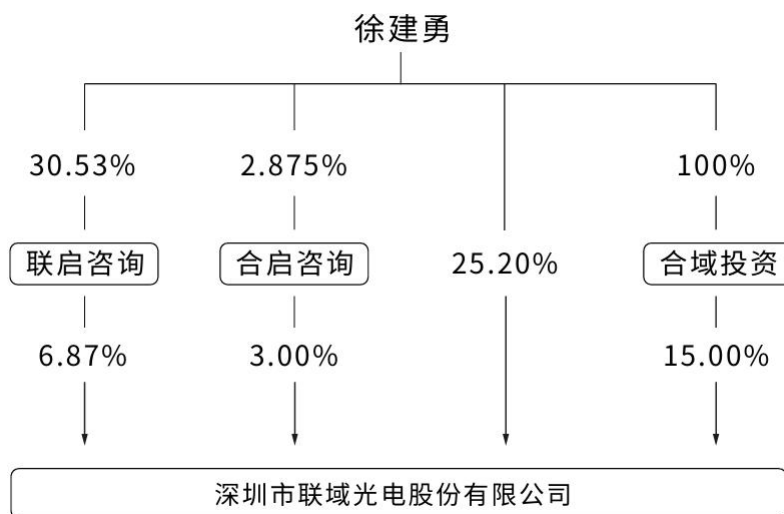 徐建勇
30.53% 2.875% 100%
联启咨询 合启咨询 25.20% 合域投资
6.87% 3.00% 15.00%
深圳市联域光电股份有限公司